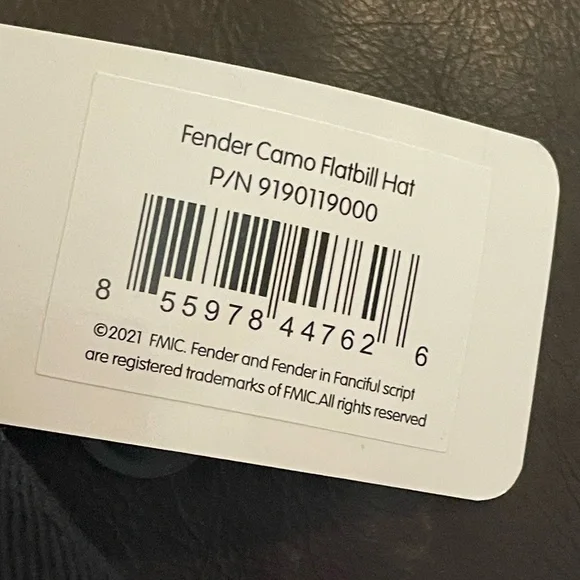 Fender Camo Flatbill Hat
P/N 9190119000
8 55978 44762 6
©2021 FMIC. Fender and Fender in Fanciful script
are registered trademarks of FMIC.All rights reserved